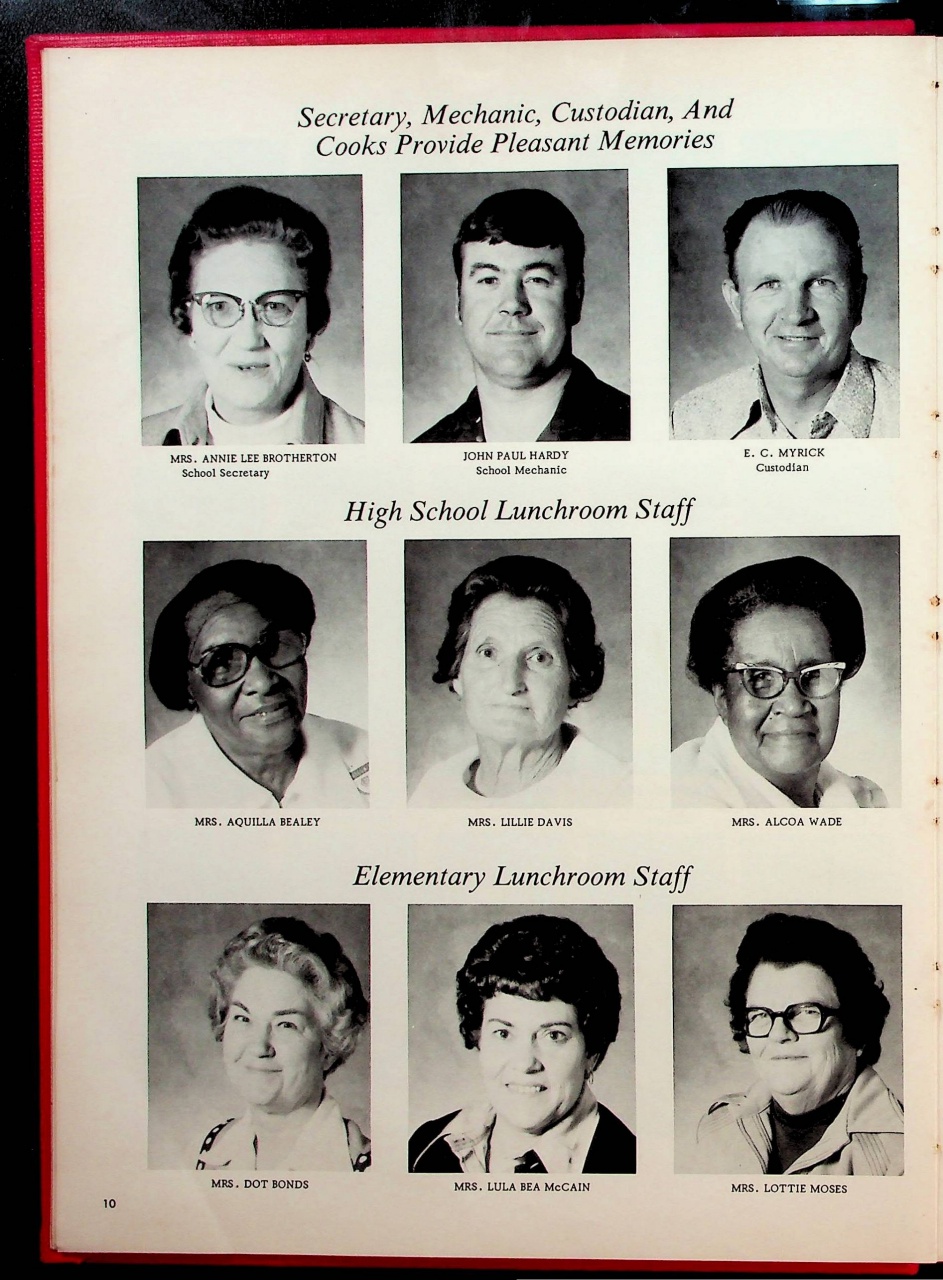 Secretary, Mechanic, Custodian, And
Cooks Provide Pleasant Memories
MRS. ANNIE LEE BROTHERTON
School Secretary
JOHN PAUL HARDY
School Mechanic
E. C. MYRICK
Custodian
High School Lunchroom Staff
MRS. AQUILLA BEALEY
MRS. LILLIE DAVIS
MRS. ALCOA WADE
Elementary Lunchroom Staff
MRS. DOT BONDS
MRS. LULA BEA McCAIN
MRS. LOTTIE MOSES
10